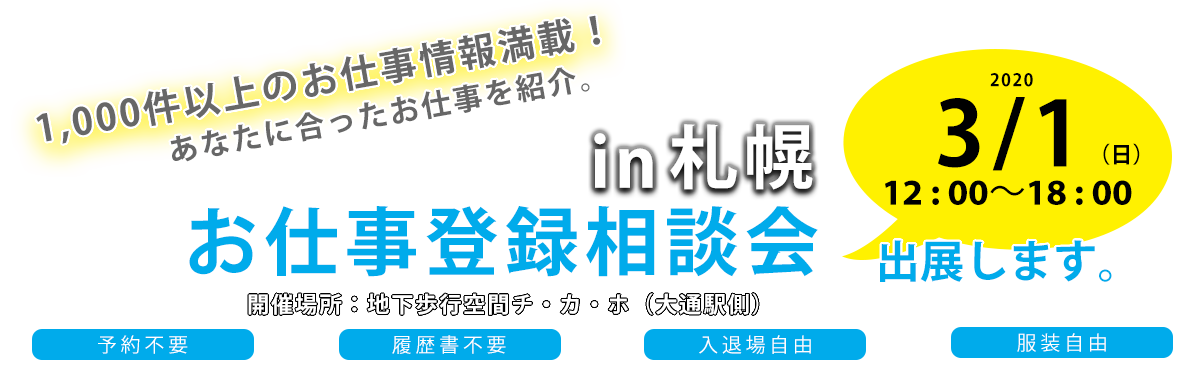 1,000件以上のお仕事情報満載！
あなたに合ったお仕事を紹介。
in 札幌
お仕事登録相談会
2020
3/1（日）
12：00～18：00
出展します。
開催場所：地下歩行空間チ・カ・ホ（大通駅側）
予約不要
履歴書不要
入退場自由
服装自由